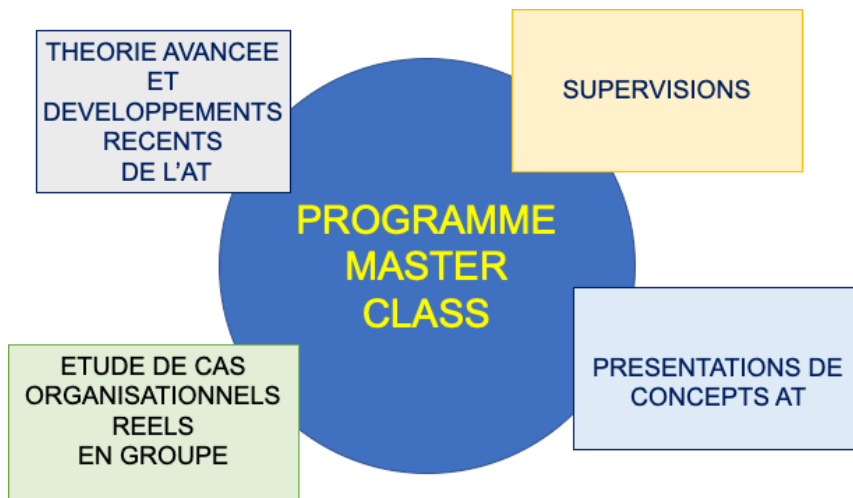 THEORIE AVANCEE
ET
DEVELOPPEMENTS
RECENTS
DE L'AT
SUPERVISIONS
PROGRAMME
MASTER
CLASS
ETUDE DE CAS
ORGANISATIONNELS
REELS
EN GROUPE
PRESENTATIONS DE
CONCEPTS AT